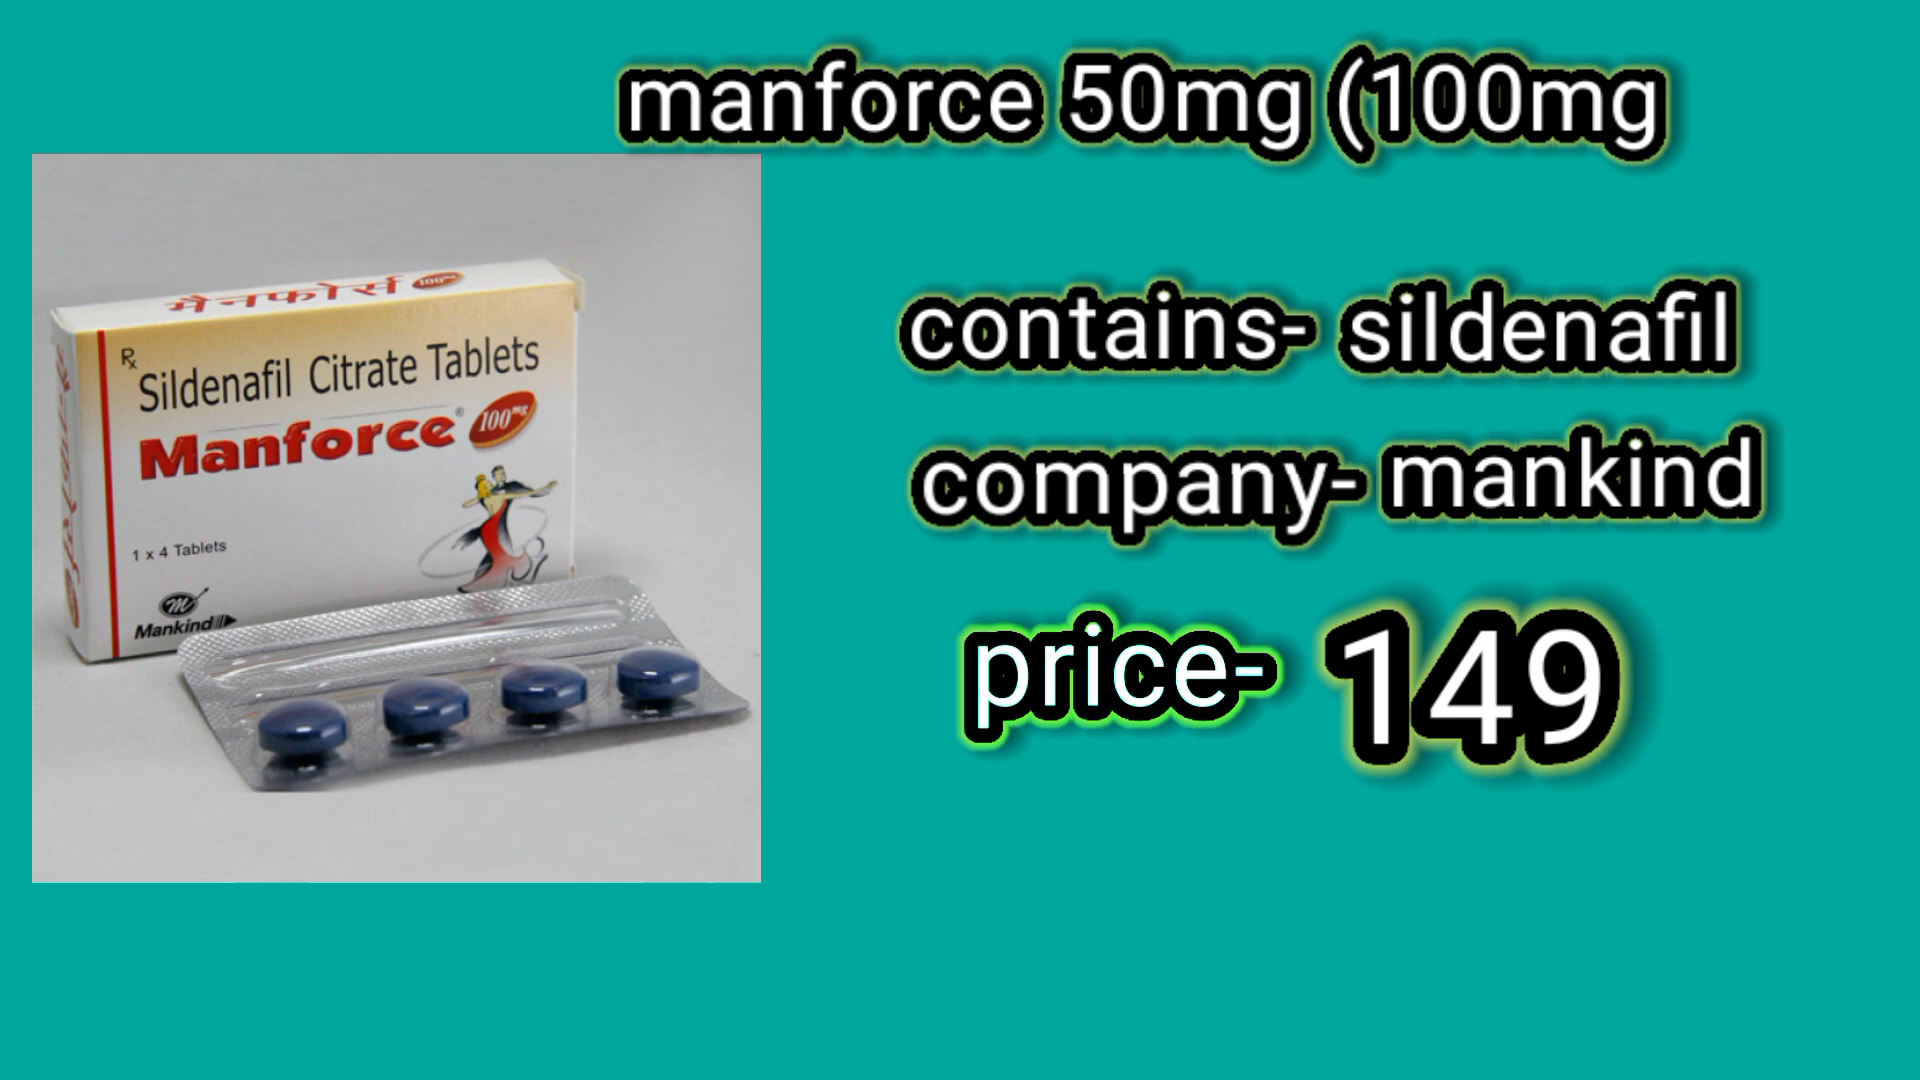 manforce 50mg (100mg
contains- sildenafil
company- mankind
price- 149
मैनफोर्स 100mg
Rx
Sildenafil Citrate Tablets
Manforce® 100mg
1 x 4 Tablets
m
Mankind